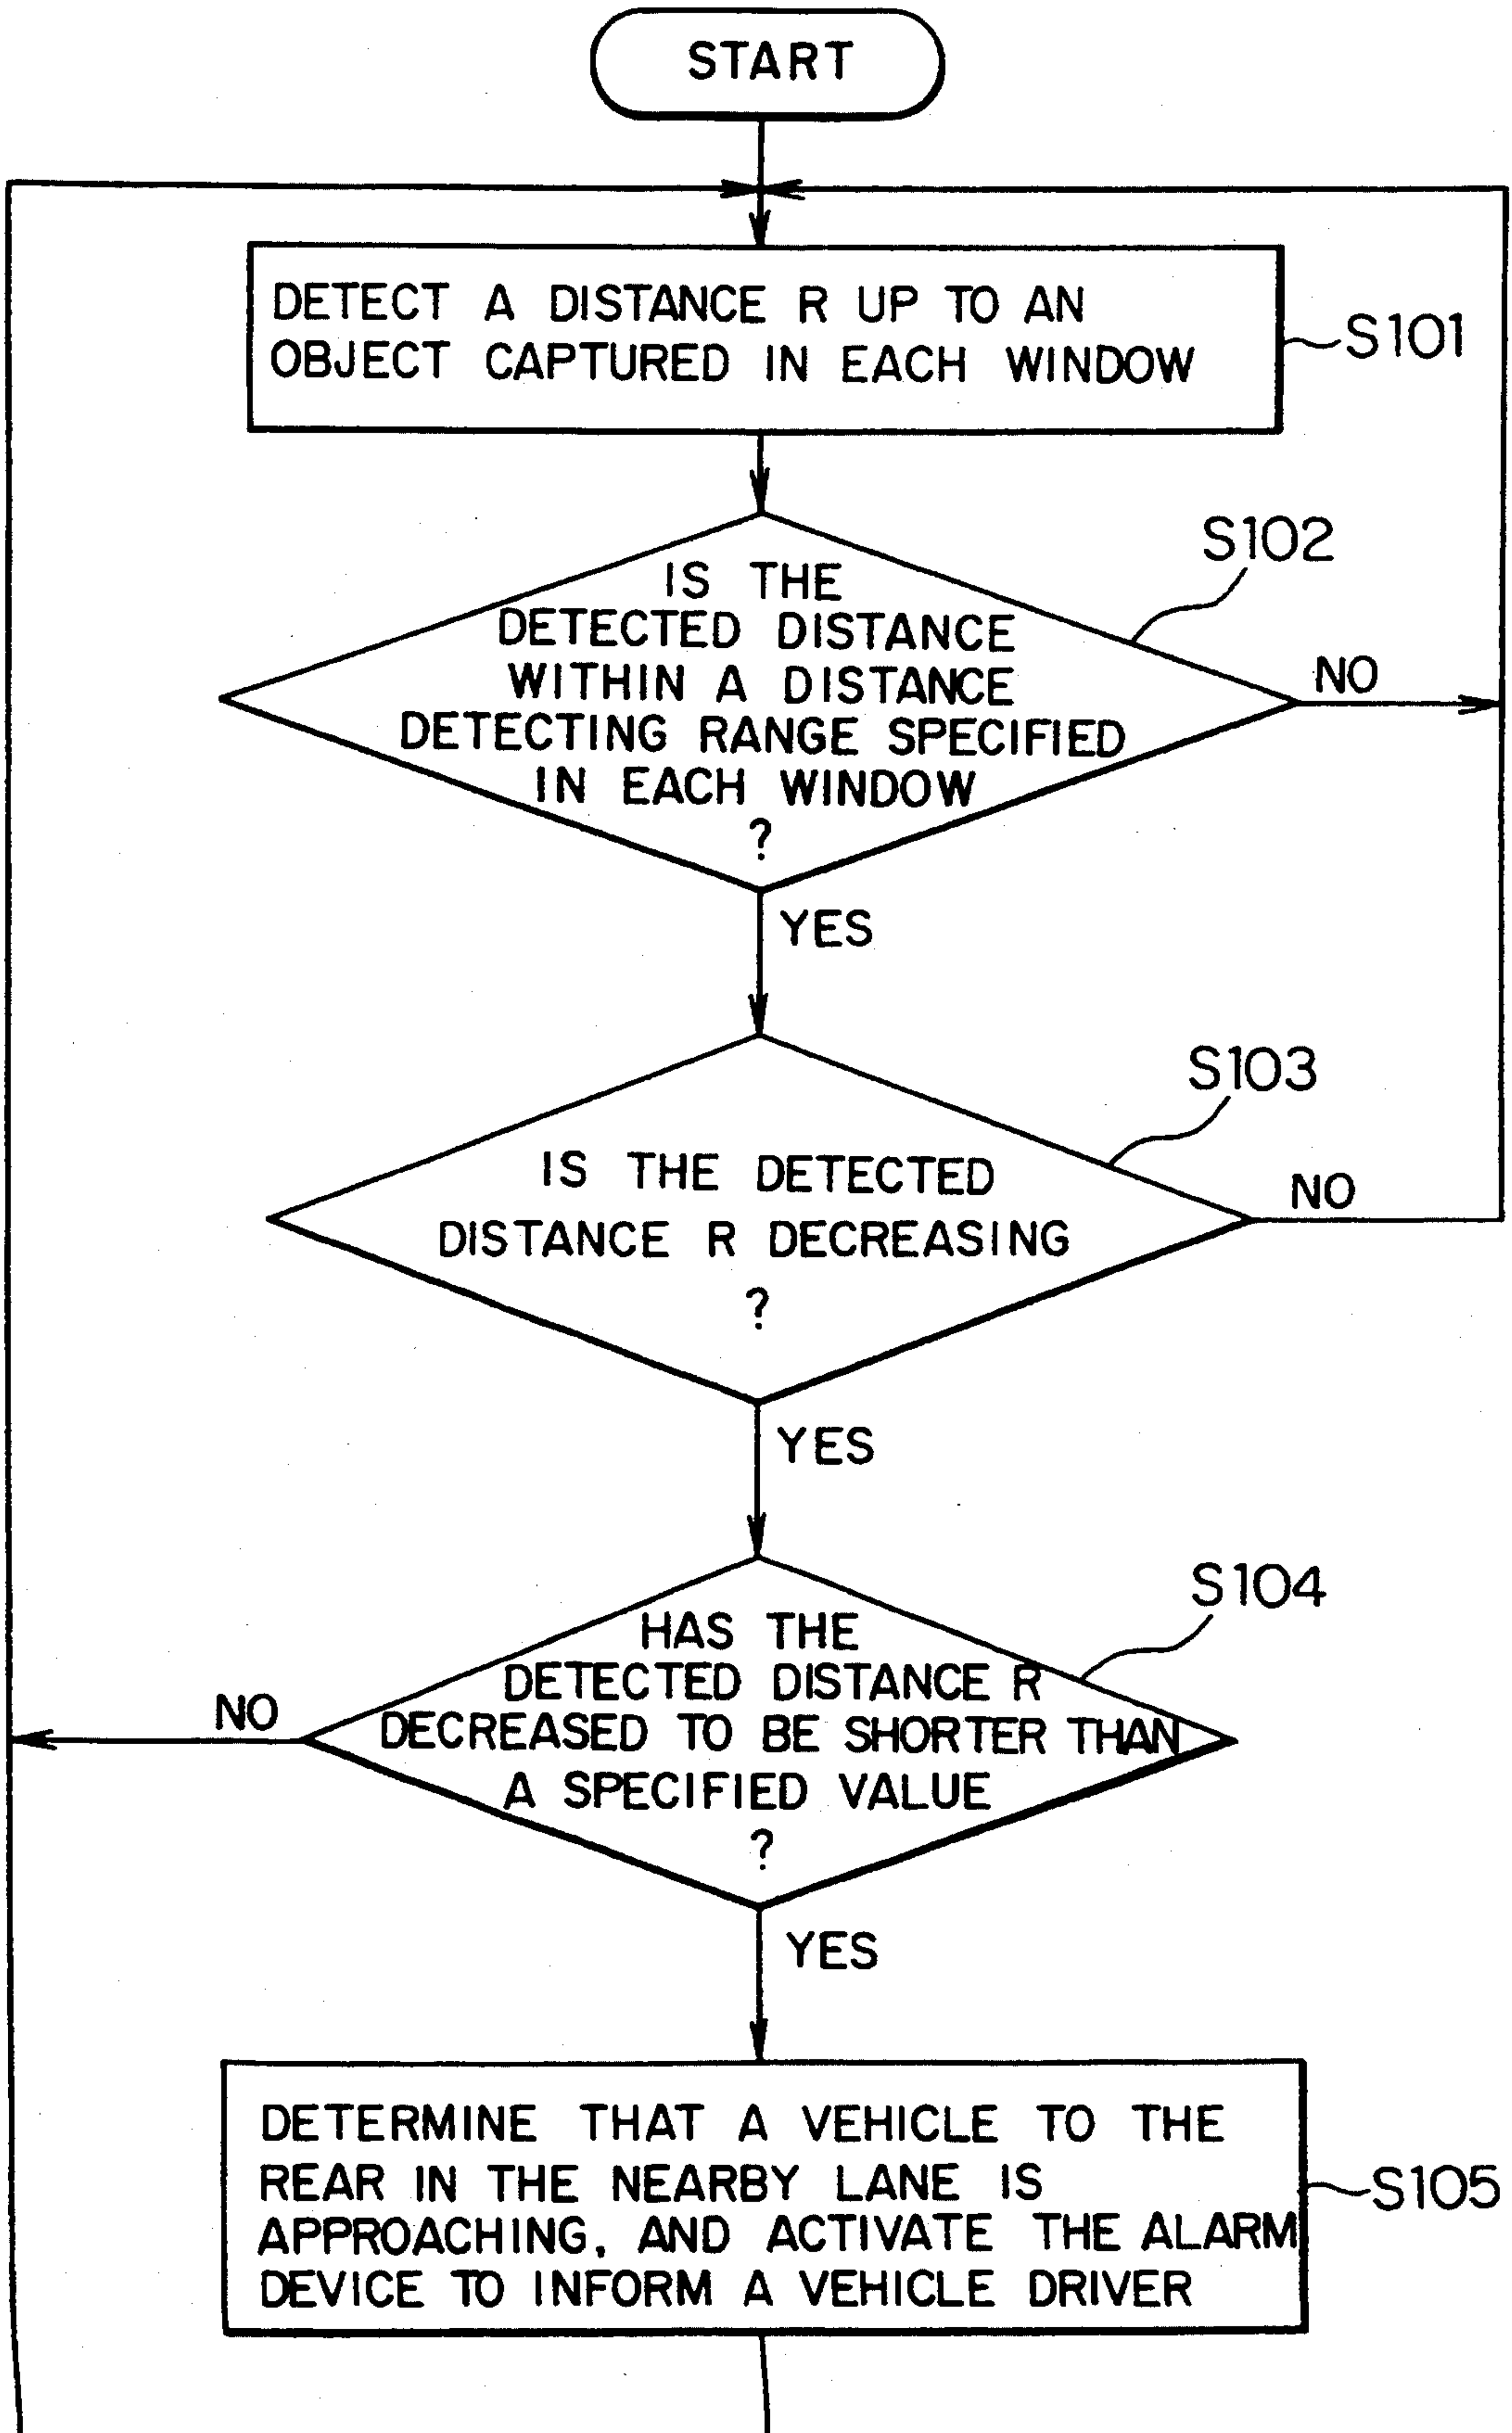 START
DETECT A DISTANCE R UP TO AN
OBJECT CAPTURED IN EACH WINDOW
S101
S102
IS THE
DETECTED DISTANCE
WITHIN A DISTANCE
DETECTING RANGE SPECIFIED
IN EACH WINDOW
?
NO
YES
S103
IS THE DETECTED
DISTANCE R DECREASING
?
NO
YES
S104
HAS THE
DETECTED DISTANCE R
DECREASED TO BE SHORTER THAN
A SPECIFIED VALUE
?
NO
YES
DETERMINE THAT A VEHICLE TO THE
REAR IN THE NEARBY LANE IS
APPROACHING, AND ACTIVATE THE ALARM
DEVICE TO INFORM A VEHICLE DRIVER
S105